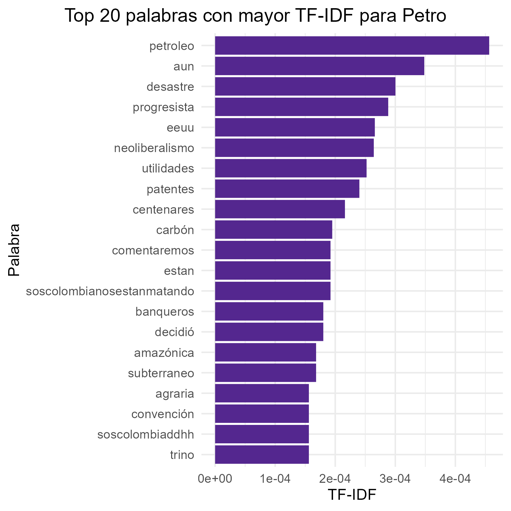 Top 20 palabras con mayor TF-IDF para Petro
petroleo
aun
desastre
progresista
eeuu
neoliberalismo
utilidades
patentes
centenares
carbón
comentaremos
estan
soscolombianosestanmatando
banqueros
decidió
amazónica
subterraneo
agraria
convención
soscolombiaddhh
trino
Palabra
0e+00 1e-04 2e-04 3e-04 4e-04
TF-IDF